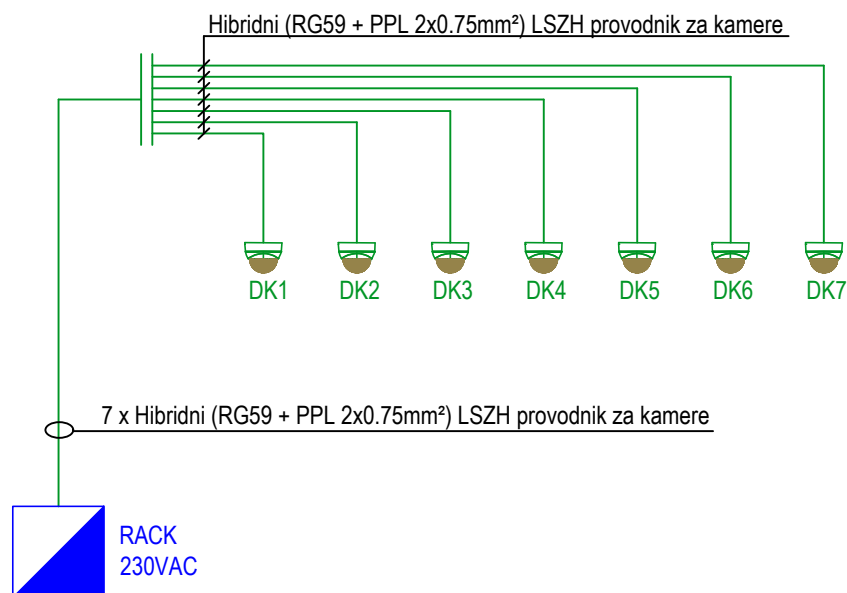 Hibridni (RG59 + PPL 2x0.75mm²) LSZH provodnik za kamere
DK1 DK2 DK3 DK4 DK5 DK6 DK7
7 x Hibridni (RG59 + PPL 2x0.75mm²) LSZH provodnik za kamere
RACK
230VAC